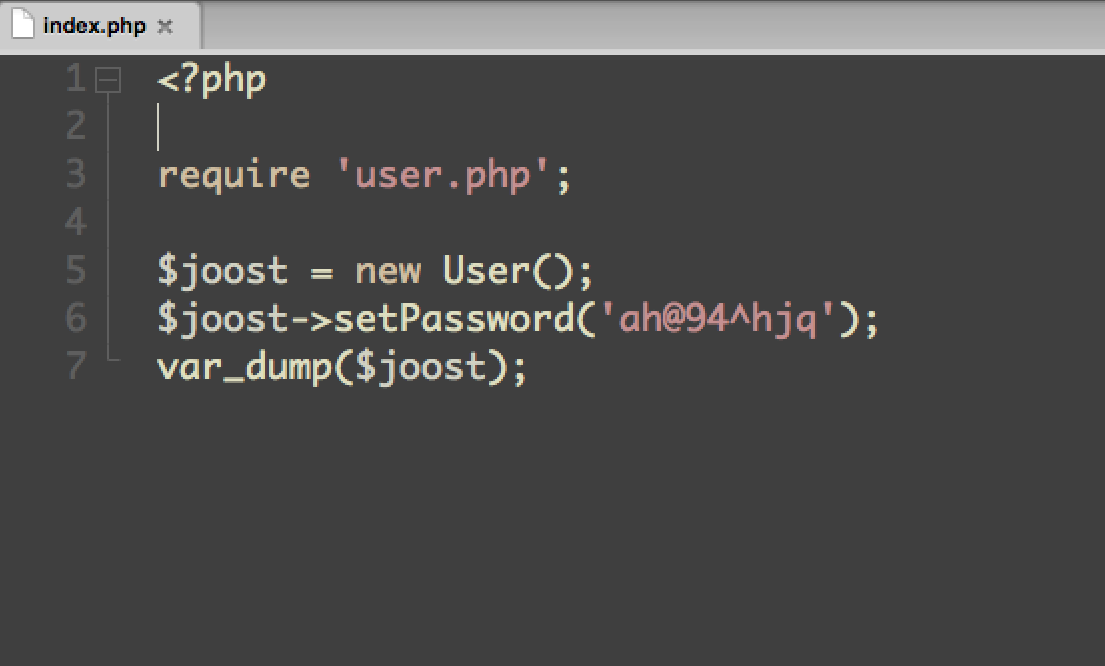 index.php ×
1 <?php
2
3 require 'user.php';
4
5 $joost = new User();
6 $joost->setPassword('ah@94^hjq');
7 var_dump($joost);